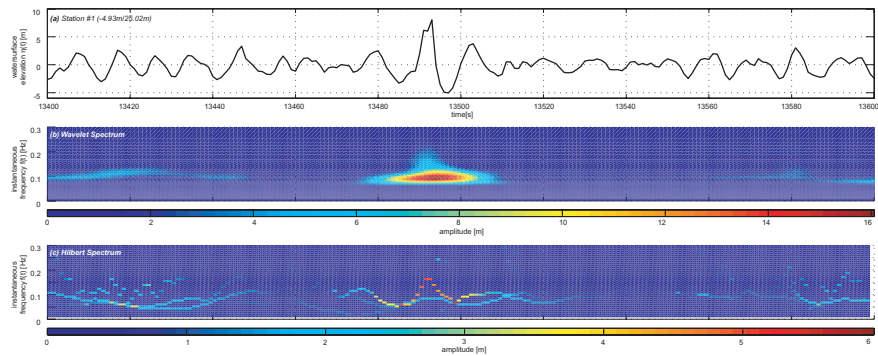 (a) Station #1 (-4.93m/25.02m)
watersurface
elevation η(t) [m]
10
5
0
-5
13400 13420 13440 13460 13480 13500 13520 13540 13560 13580 13600
time[s]
(b) Wavelet Spectrum
instantaneous
frequency f(t) [Hz]
0.3
0.2
0.1
0
0 2 4 6 8 10 12 14 16
amplitude [m]
(c) Hilbert Spectrum
instantaneous
frequency f(t) [Hz]
0.3
0.2
0.1
0
0 1 2 3 4 5 6
amplitude [m]